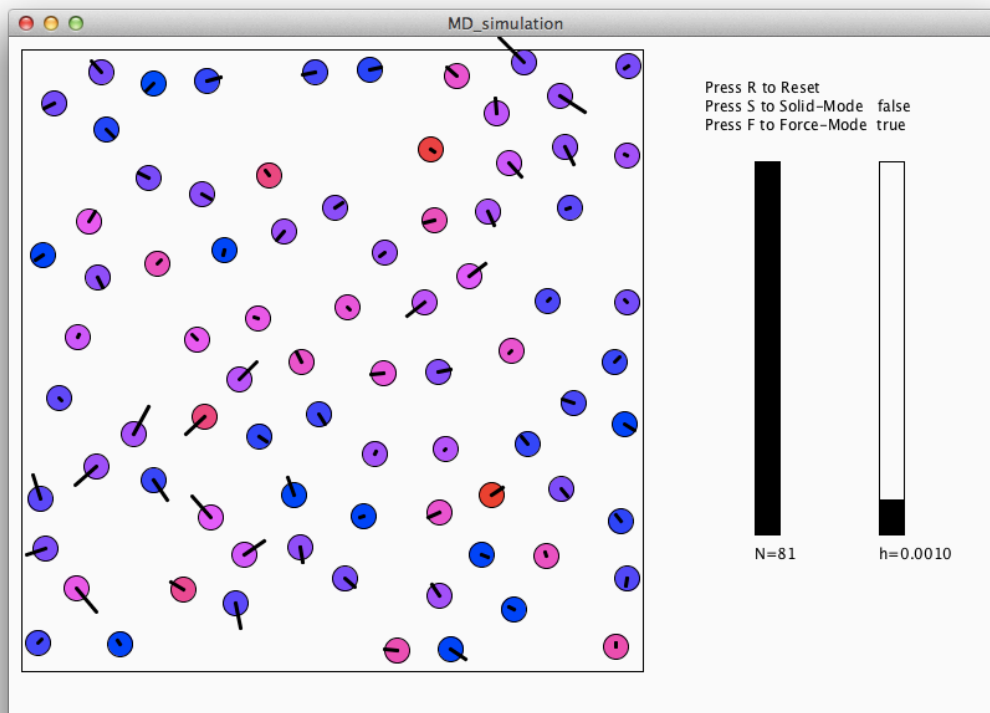 MD_simulation
Press R to Reset
Press S to Solid-Mode false
Press F to Force-Mode true
N=81
h=0.0010